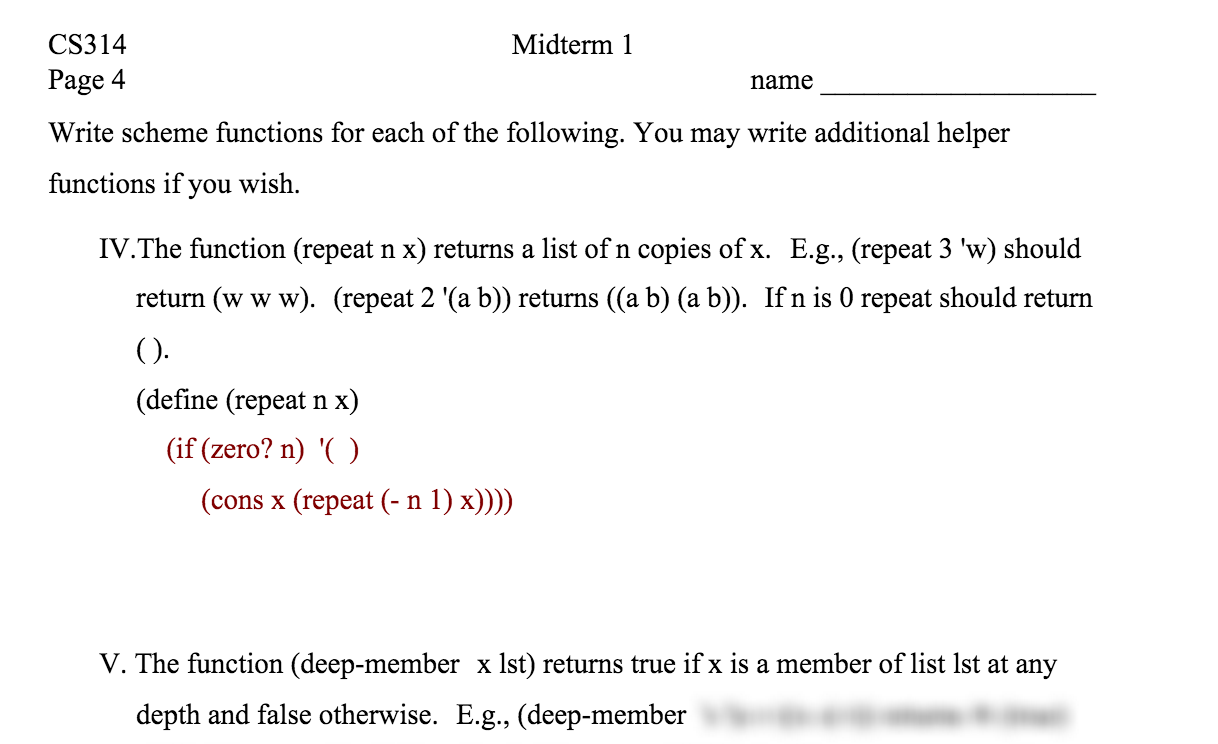 CS314 Midterm 1
Page 4 name
Write scheme functions for each of the following. You may write additional helper
functions if you wish.
IV.The function (repeat n x) returns a list of n copies of x. E.g., (repeat 3 'w) should
return (w w w). (repeat 2 '(a b)) returns ((a b) (a b)). If n is 0 repeat should return
( ).
(define (repeat n x)
(if (zero? n) '( )
(cons x (repeat (- n 1) x))))
V. The function (deep-member x lst) returns true if x is a member of list lst at any
depth and false otherwise. E.g., (deep-member